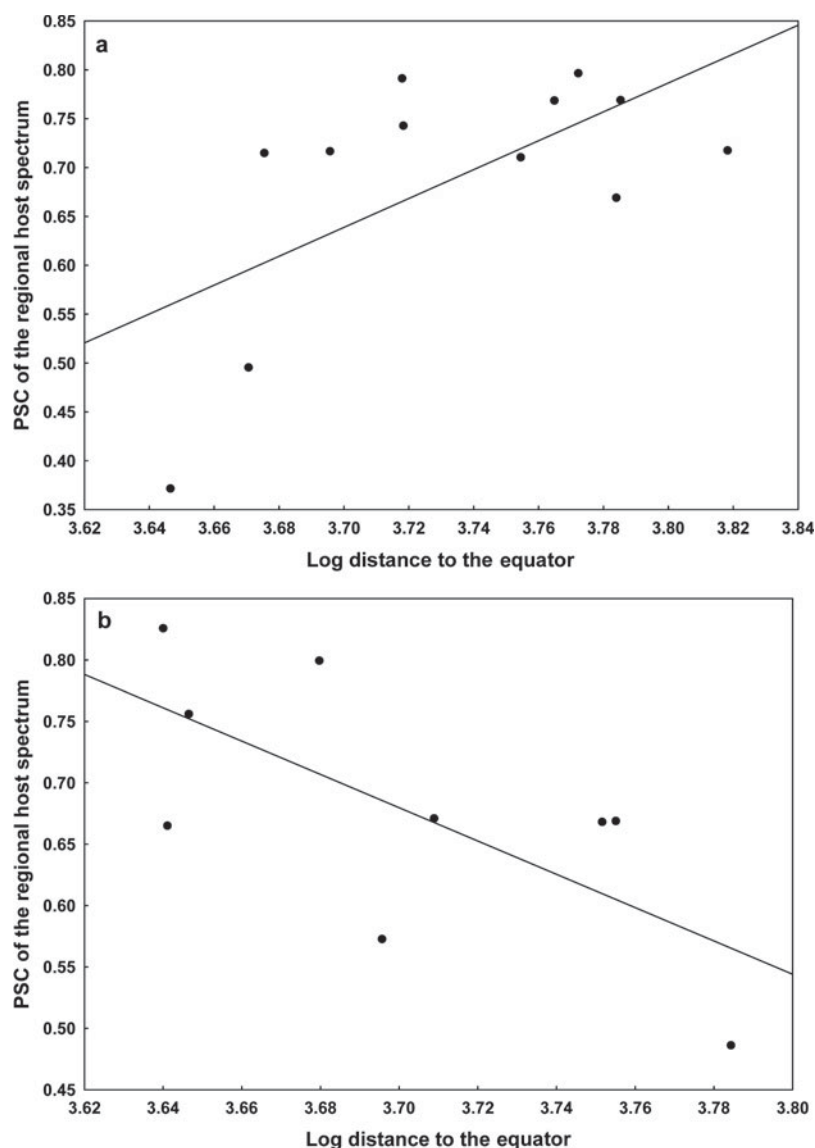 a
0.85
0.80
0.75
0.70
0.65
0.60
0.55
0.50
0.45
0.40
0.35
PSC of the regional host spectrum
3.62 3.64 3.66 3.68 3.70 3.72 3.74 3.76 3.78 3.80 3.82 3.84
Log distance to the equator
b
0.85
0.80
0.75
0.70
0.65
0.60
0.55
0.50
0.45
PSC of the regional host spectrum
3.62 3.64 3.66 3.68 3.70 3.72 3.74 3.76 3.78 3.80
Log distance to the equator